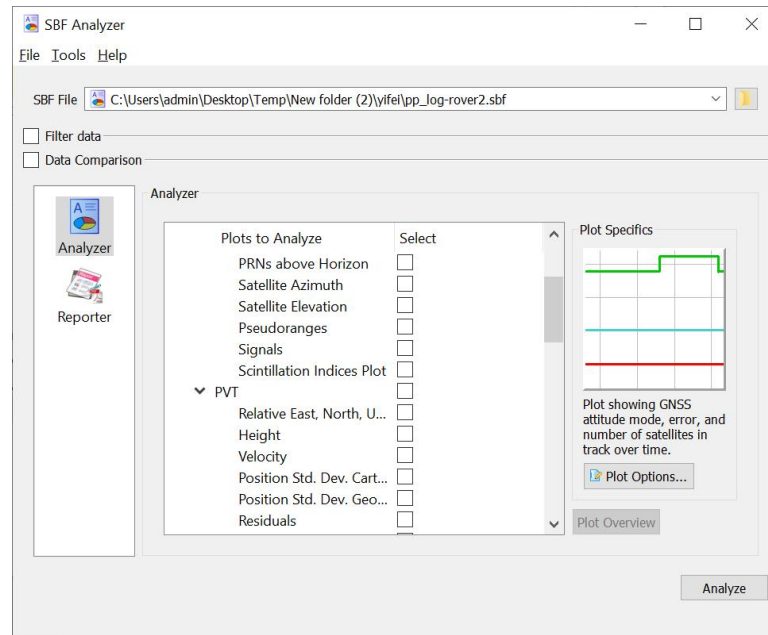 SBF Analyzer
File Tools Help
SBF File C:\Users\admin\Desktop\Temp\New folder (2)\yifei\pp_log-rover2.sbf
Filter data
Data Comparison
Analyzer
Reporter
Analyzer
Plots to Analyze Select
PRNs above Horizon
Satellite Azimuth
Satellite Elevation
Pseudoranges
Signals
Scintillation Indices Plot
PVT
Relative East, North, U...
Height
Velocity
Position Std. Dev. Cart...
Position Std. Dev. Geo...
Residuals
Plot Specifics
Plot showing GNSS
attitude mode, error, and
number of satellites in
track over time.
Plot Options...
Plot Overview
Analyze